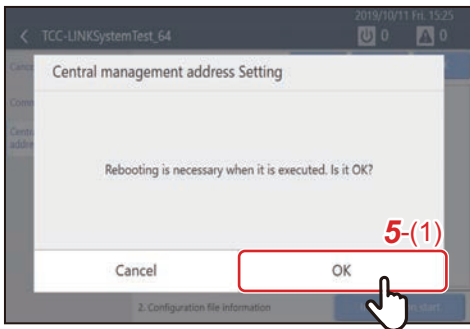 2019/10/11 Fri. 15:25
TCC-LINKSystemTest_64
0
0
Central management address Setting
Rebooting is necessary when it is executed. Is it OK?
5-(1)
Cancel
OK
2. Configuration file information